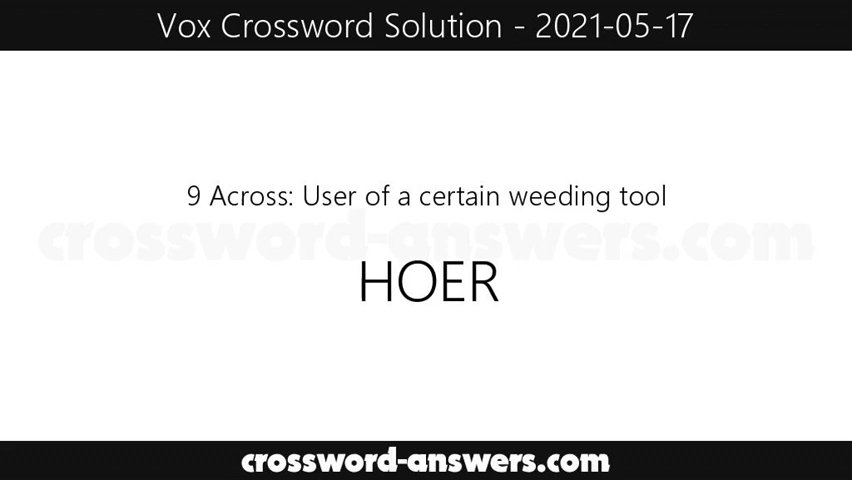 Vox Crossword Solution - 2021-05-17
9 Across: User of a certain weeding tool
crossword-answers.com
HOER
crossword-answers.com